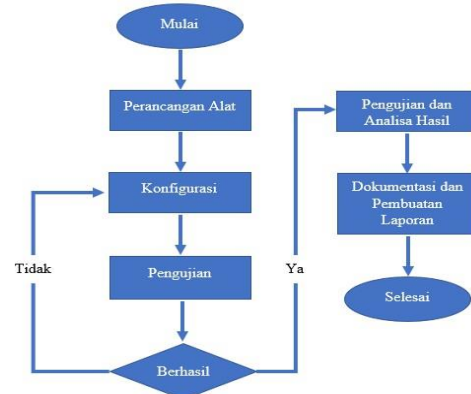 Mulai
Perancangan Alat
Konfigurasi
Pengujian
Berhasil
Tidak
Ya
Pengujian dan
Analisa Hasil
Dokumentasi dan
Pembuatan
Laporan
Selesai